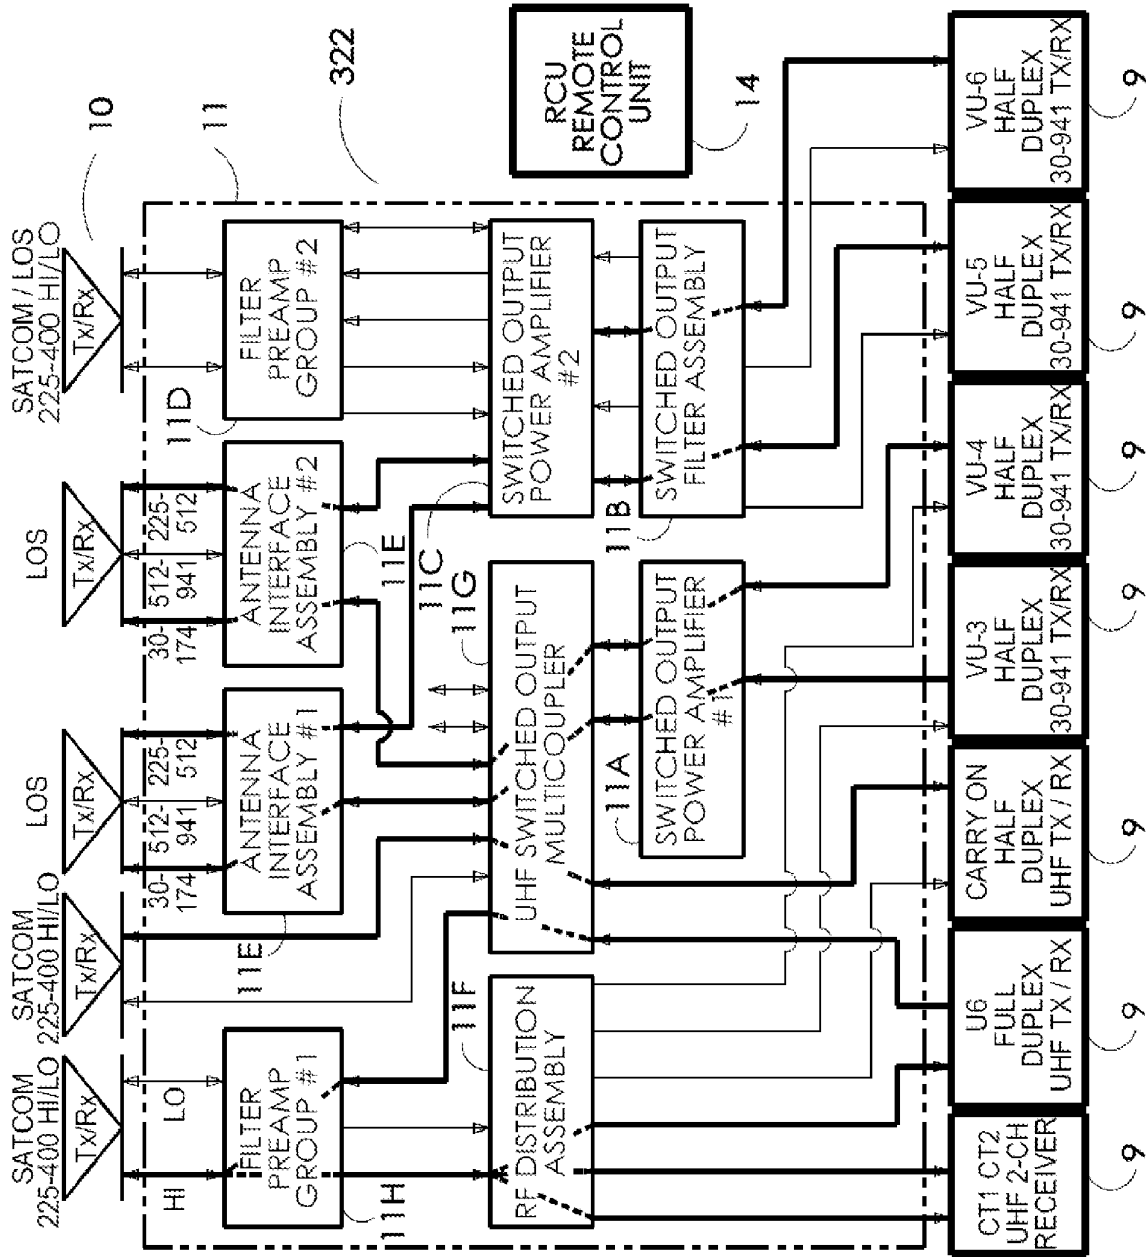 SATCOM
225-400 HI/LO
Tx/Rx
SATCOM
225-400 HI/LO
Tx/Rx
LOS
Tx/Rx
LOS
Tx/Rx
SATCOM / LOS
225-400 HI/LO
Tx/Rx
10
HI
LO
30-
174
512-
941
225-
512
30-
174
512-
941
225-
512
11
322
FILTER
PREAMP
GROUP #1
11H
ANTENNA
INTERFACE
ASSEMBLY #1
11E
ANTENNA
INTERFACE
ASSEMBLY #2
11E
FILTER
PREAMP
GROUP #2
11D
RF DISTRIBUTION
ASSEMBLY
11F
UHF SWITCHED OUTPUT
MULTICOUPLER
11G
SWITCHED OUTPUT
POWER AMPLIFIER
#2
11C
RCU
REMOTE
CONTROL
UNIT
14
SWITCHED OUTPUT
POWER AMPLIFIER
#1
11A
SWITCHED OUTPUT
FILTER ASSEMBLY
11B
CT1 CT2
UHF 2-CH
RECEIVER
9
U6
FULL
DUPLEX
UHF TX / RX
9
CARRY ON
HALF
DUPLEX
UHF TX / RX
9
VU-3
HALF
DUPLEX
30-941 TX/RX
9
VU-4
HALF
DUPLEX
30-941 TX/RX
9
VU-5
HALF
DUPLEX
30-941 TX/RX
9
VU-6
HALF
DUPLEX
30-941 TX/RX
9